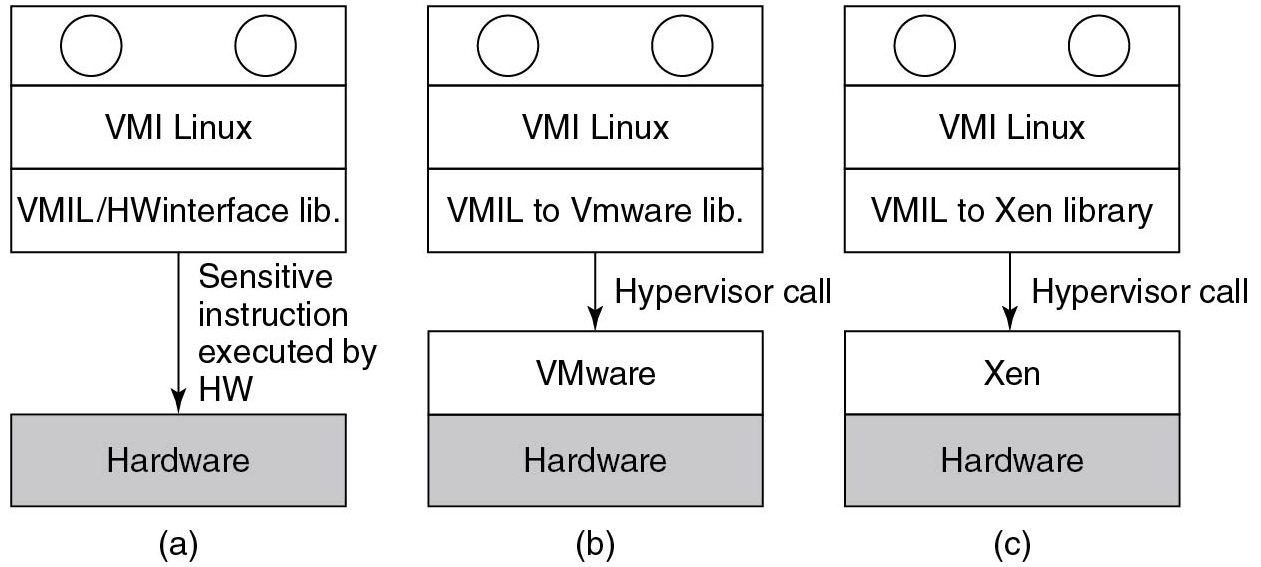 VMI Linux
VMIL/HWinterface lib.
Sensitive
instruction
executed by
HW
Hardware
(a)
VMI Linux
VMIL to Vmware lib.
Hypervisor call
VMware
Hardware
(b)
VMI Linux
VMIL to Xen library
Hypervisor call
Xen
Hardware
(c)